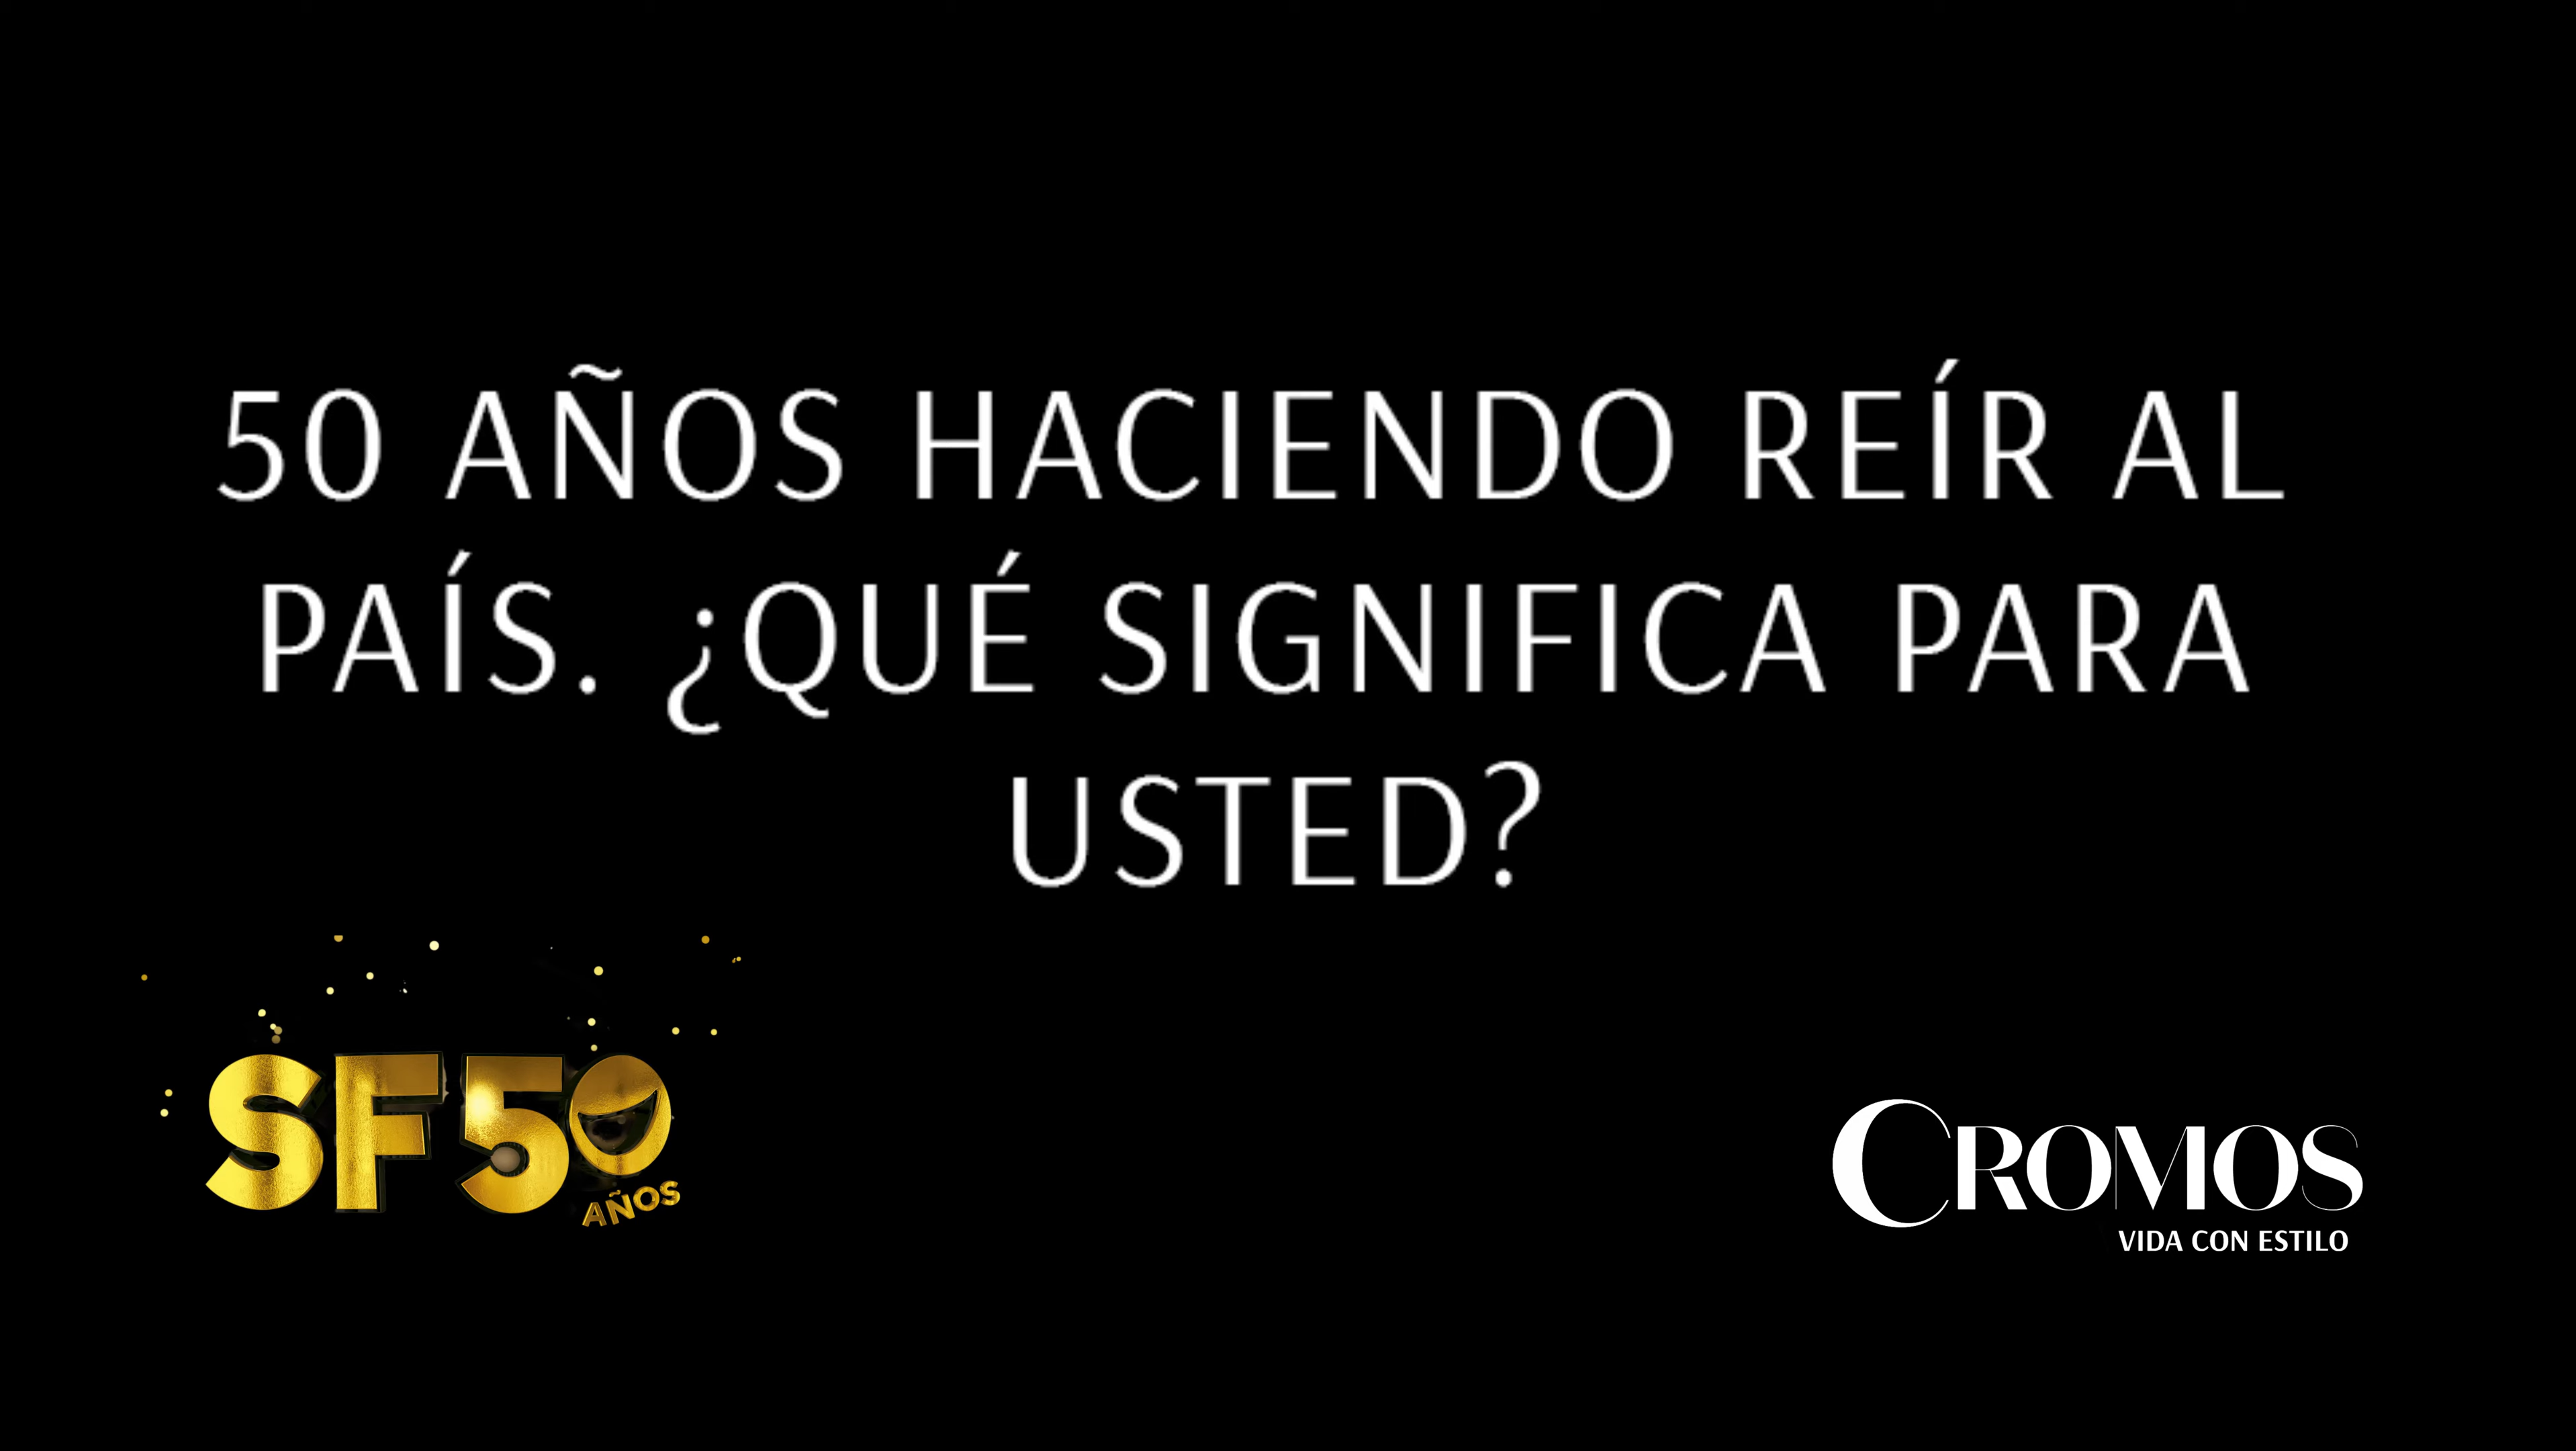 50 AÑOS HACIENDO REÍR AL
PAÍS. ¿QUÉ SIGNIFICA PARA
USTED?
SF50
AÑOS
CROMOS
VIDA CON ESTILO